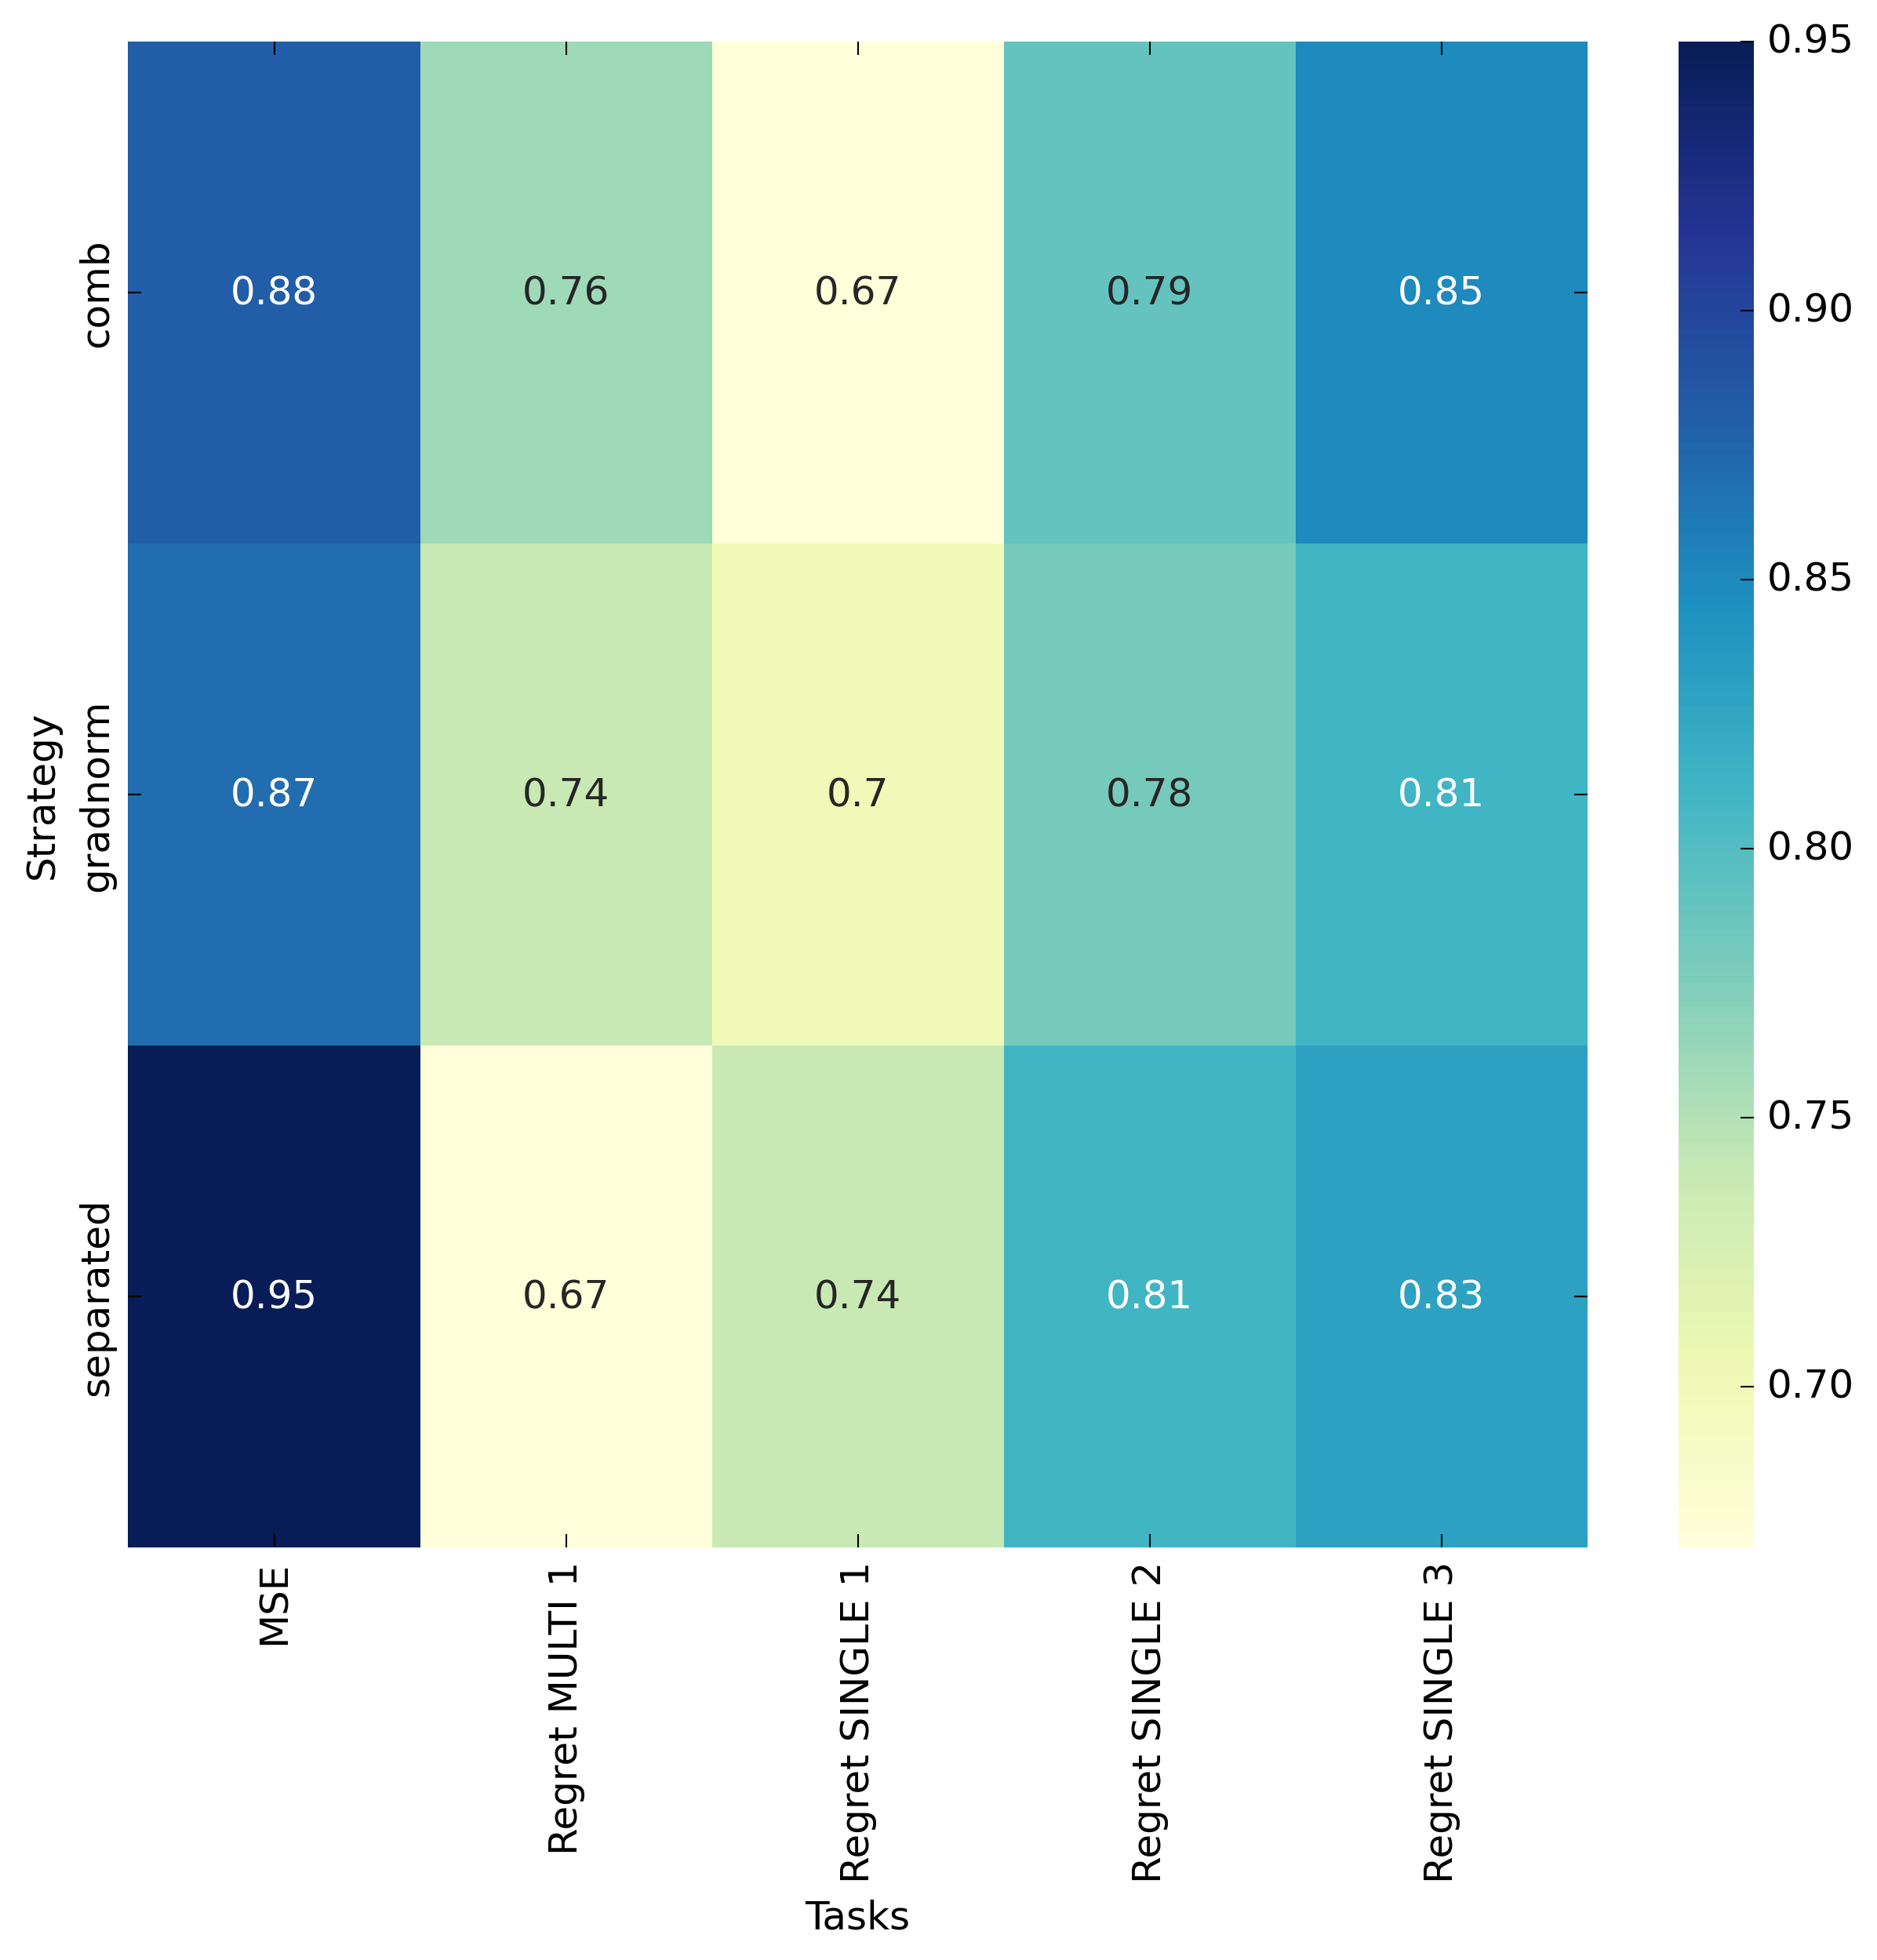 Strategy
comb
0.88 0.76 0.67 0.79 0.85
gradnorm
0.87 0.74 0.7 0.78 0.81
separated
0.95 0.67 0.74 0.81 0.83
MSE
Regret MULTI 1
Regret SINGLE 1
Regret SINGLE 2
Regret SINGLE 3
Tasks
0.95
0.90
0.85
0.80
0.75
0.70